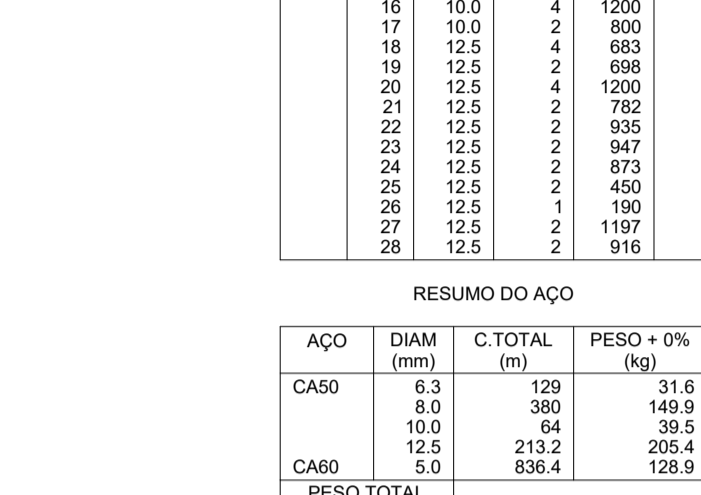 16 10.0 4 1200
17 10.0 2 800
18 12.5 4 683
19 12.5 2 698
20 12.5 4 1200
21 12.5 2 782
22 12.5 2 935
23 12.5 2 947
24 12.5 2 873
25 12.5 2 450
26 12.5 1 190
27 12.5 2 1197
28 12.5 2 916
RESUMO DO AÇO
AÇO DIAM C.TOTAL PESO + 0%
(mm) (m) (kg)
CA50 6.3 129 31.6
8.0 380 149.9
10.0 64 39.5
12.5 213.2 205.4
CA60 5.0 836.4 128.9
PESO TOTAL